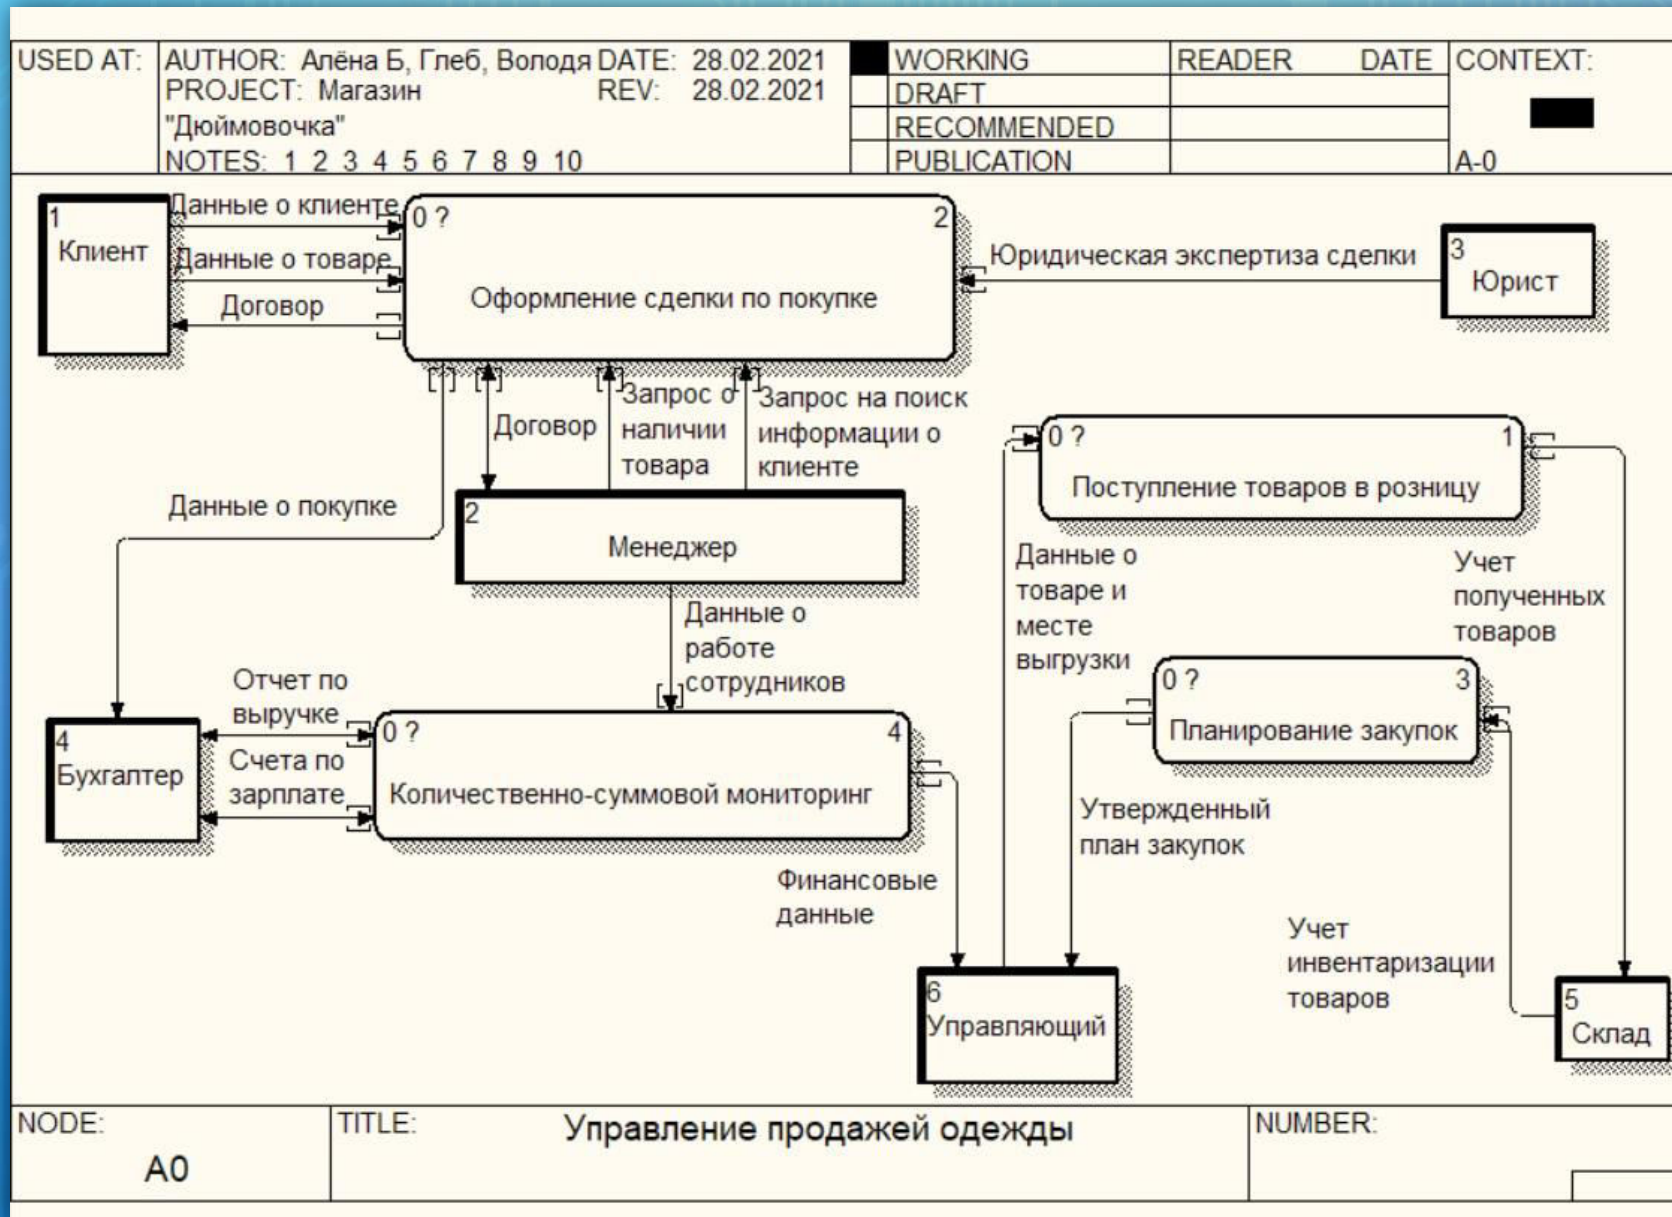 USED AT:
AUTHOR: Алёна Б, Глеб, Володя DATE: 28.02.2021
PROJECT: Магазин REV: 28.02.2021
"Дюймовочка"
NOTES: 1 2 3 4 5 6 7 8 9 10
WORKING
DRAFT
RECOMMENDED
PUBLICATION
READER DATE
CONTEXT:
A-0
1
Клиент
Данные о клиенте
Данные о товаре
Договор
0 ? 2
Оформление сделки по покупке
Юридическая экспертиза сделки
3
Юрист
Договор
Запрос о
наличии
товара
Запрос на поиск
информации о
клиенте
Данные о покупке
2
Менеджер
0 ? 1
Поступление товаров в розницу
Данные о
товаре и
месте
выгрузки
Учет
полученных
товаров
Данные о
работе
сотрудников
0 ? 3
Планирование закупок
Отчет по
выручке
Счета по
зарплате
4
Бухгалтер
0 ? 4
Количественно-суммовой мониторинг
Утвержденный
план закупок
Финансовые
данные
Учет
инвентаризации
товаров
6
Управляющий
5
Склад
NODE:
A0
TITLE:
Управление продажей одежды
NUMBER: